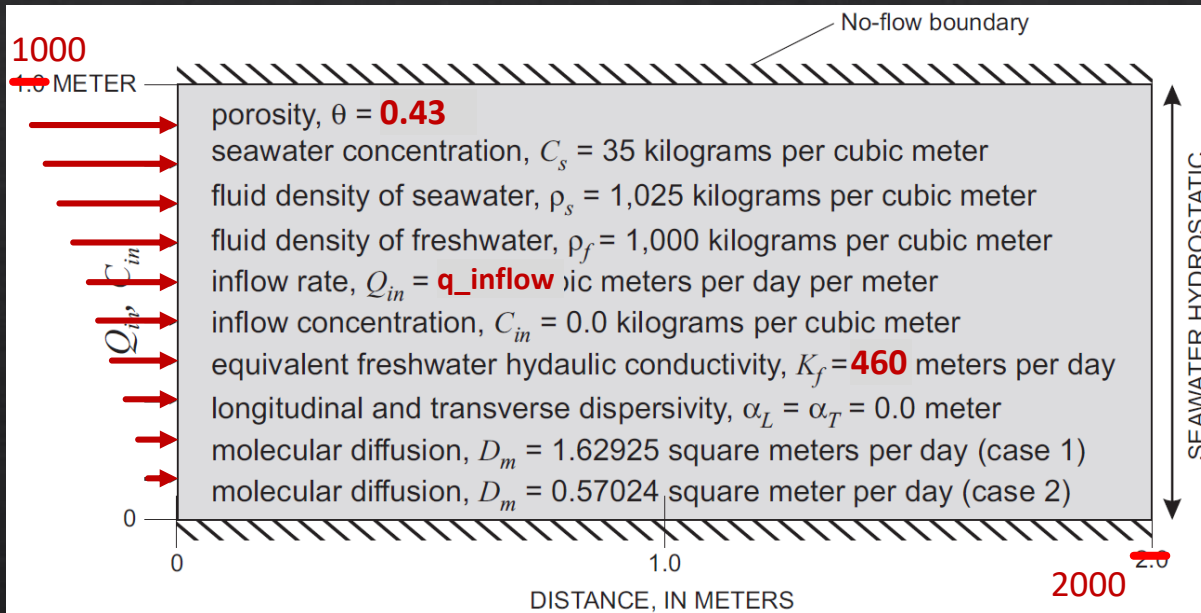 No-flow boundary
1000
1.0 METER
porosity, θ = 0.43
seawater concentration, Cs = 35 kilograms per cubic meter
fluid density of seawater, ρs = 1,025 kilograms per cubic meter
fluid density of freshwater, ρf = 1,000 kilograms per cubic meter
inflow rate, Qin = q_inflow ic meters per day per meter
inflow concentration, Cin = 0.0 kilograms per cubic meter
equivalent freshwater hydaulic conductivity, Kf = 460 meters per day
longitudinal and transverse dispersivity, αL = αT = 0.0 meter
molecular diffusion, Dm = 1.62925 square meters per day (case 1)
molecular diffusion, Dm = 0.57024 square meter per day (case 2)
Qin, Cin
SEAWATER HYDROSTATIC
0
0 1.0 2.0
2000
DISTANCE, IN METERS